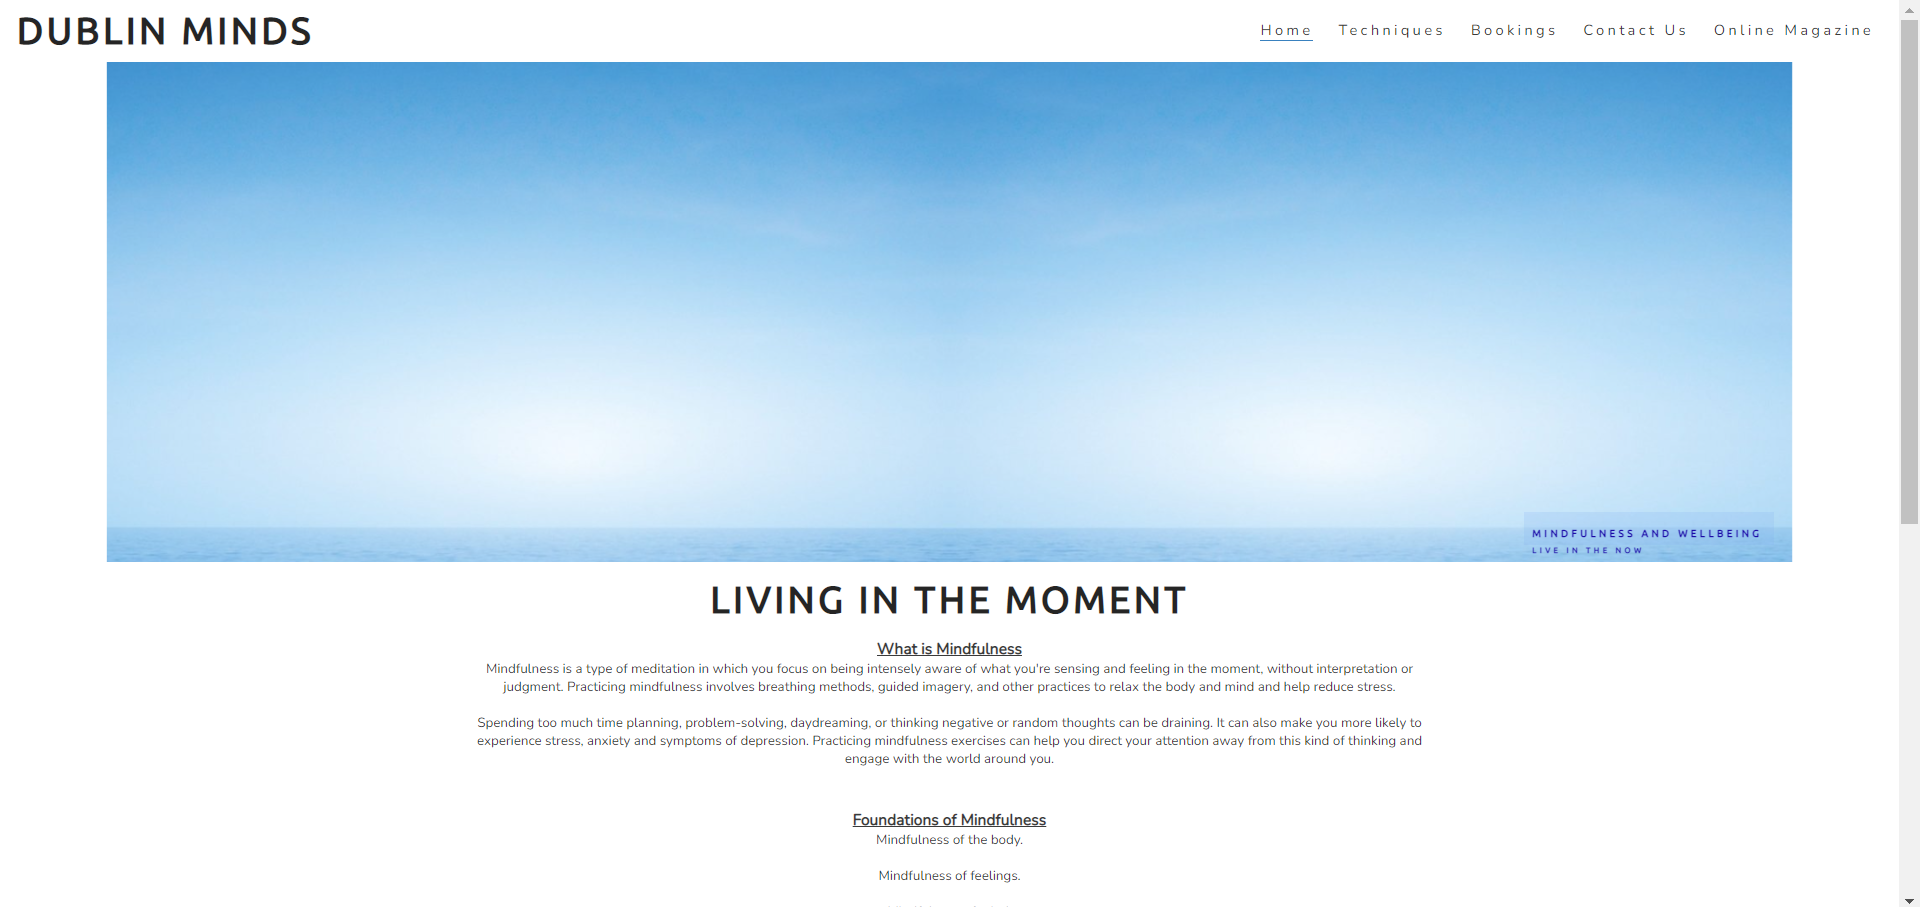 DUBLIN MINDS
Home Techniques Bookings Contact Us Online Magazine
MINDFULNESS AND WELLBEING
LIVE IN THE NOW
LIVING IN THE MOMENT
What is Mindfulness
Mindfulness is a type of meditation in which you focus on being intensely aware of what you're sensing and feeling in the moment, without interpretation or
judgment. Practicing mindfulness involves breathing methods, guided imagery, and other practices to relax the body and mind and help reduce stress.
Spending too much time planning, problem-solving, daydreaming, or thinking negative or random thoughts can be draining. It can also make you more likely to
experience stress, anxiety and symptoms of depression. Practicing mindfulness exercises can help you direct your attention away from this kind of thinking and
engage with the world around you.
Foundations of Mindfulness
Mindfulness of the body.
Mindfulness of feelings.